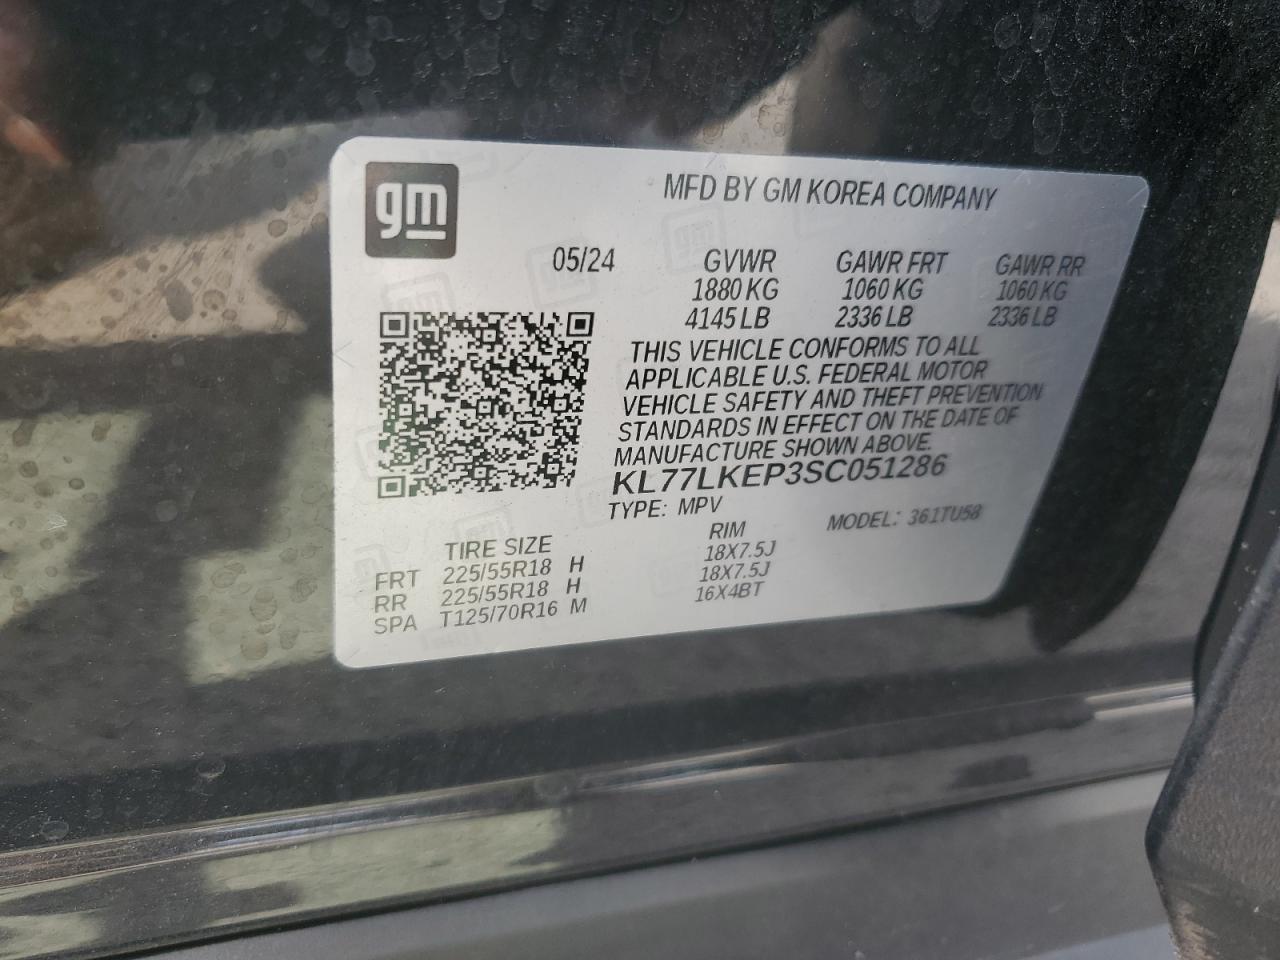 gm
MFD BY GM KOREA COMPANY
05/24 GVWR GAWR FRT GAWR RR
1880 KG 1060 KG 1060 KG
4145 LB 2336 LB 2336 LB
THIS VEHICLE CONFORMS TO ALL
APPLICABLE U.S. FEDERAL MOTOR
VEHICLE SAFETY AND THEFT PREVENTION
STANDARDS IN EFFECT ON THE DATE OF
MANUFACTURE SHOWN ABOVE.
KL77LKEP3SC051286
TYPE: MPV MODEL: 361TU58
TIRE SIZE RIM
FRT 225/55R18 H 18X7.5J
RR 225/55R18 H 18X7.5J
SPA T125/70R16 M 16X4BT